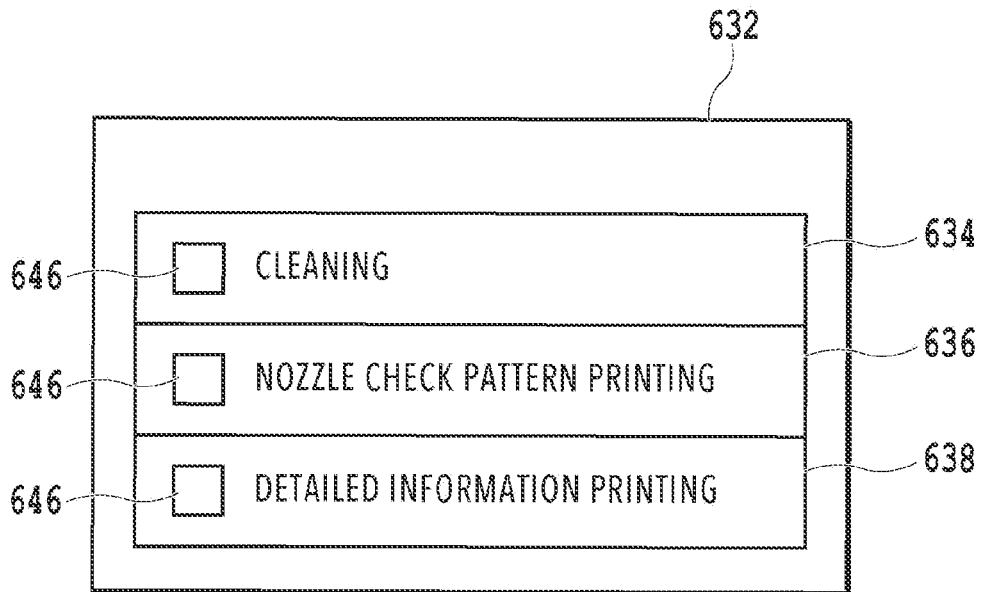 632
634
646 CLEANING
636
646 NOZZLE CHECK PATTERN PRINTING
638
646 DETAILED INFORMATION PRINTING